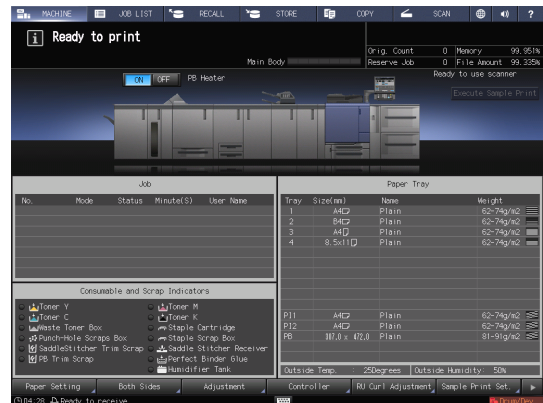 MACHINE JOB LIST RECALL STORE COPY SCAN ?
i Ready to print
Main Body
Orig. Count 0 Memory 99.951%
Reserve Job 0 File Amount 99.335%
Ready to use scanner
ON OFF PB Heater
Execute Sample Print
Job
No. Mode Status Minute(S) User Name
Paper Tray
Tray Size(mm) Name Weight
1 A4 Plain 62-74g/m2
2 B4 Plain 62-74g/m2
3 A4 Plain 62-74g/m2
4 8.5x11 Plain 62-74g/m2
PI1 A4 Plain 62-74g/m2
PI2 A4 Plain 62-74g/m2
PB 307.0 x 472.0 Plain 81-91g/m2
Outside Temp. : 25Degrees Outside Humidity: 50%
Consumable and Scrap Indicators
Toner Y Toner M
Toner C Toner K
Waste Toner Box Staple Cartridge
Punch-Hole Scraps Box Staple Scrap Box
SaddleStitcher Trim Scrap Saddle Stitcher Receiver
PB Trim Scrap Perfect Binder Glue
Humidifier Tank
Paper Setting Both Sides Adjustment Controller RU Curl Adjustment Sample Print Set.
04:28 Ready to receive
Drum/Dev.